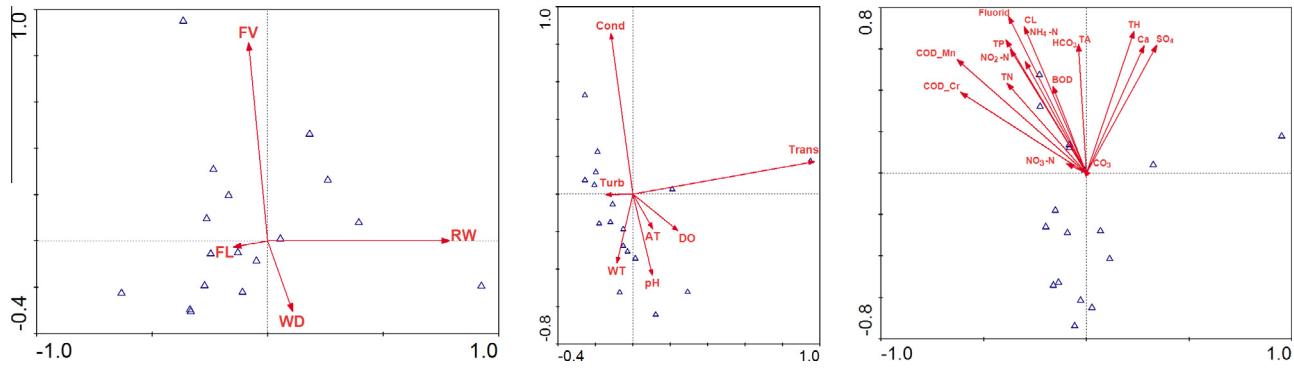 1.0
FV
FL
RW
WD
-0.4
-1.0
1.0
1.0
Cond
Trans
Turb
AT
DO
WT
pH
-0.8
-0.4
1.0
0.8
Fluorid
CL
NH₄-N
TH
TP
HCO₃
TA
Ca
SO₄
COD_Mn
NO₂-N
COD_Cr
TN
BOD
NO₃-N
CO₃
-0.8
0.8
-1.0
1.0